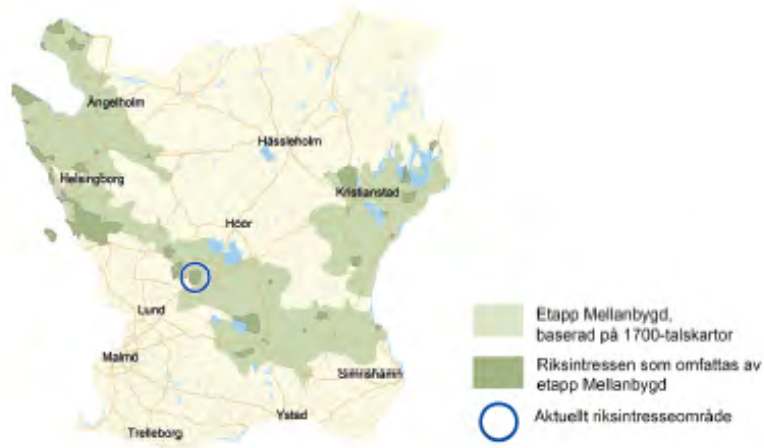 Ängelholm
Hässleholm
Helsingborg
Kristianstad
Höör
Lund
Malmö
Simrishamn
Ystad
Trelleborg
Etapp Mellanbygd,
baserad på 1700-talskartor
Riksintressen som omfattas av
etapp Mellanbygd
Aktuellt riksintresseområde